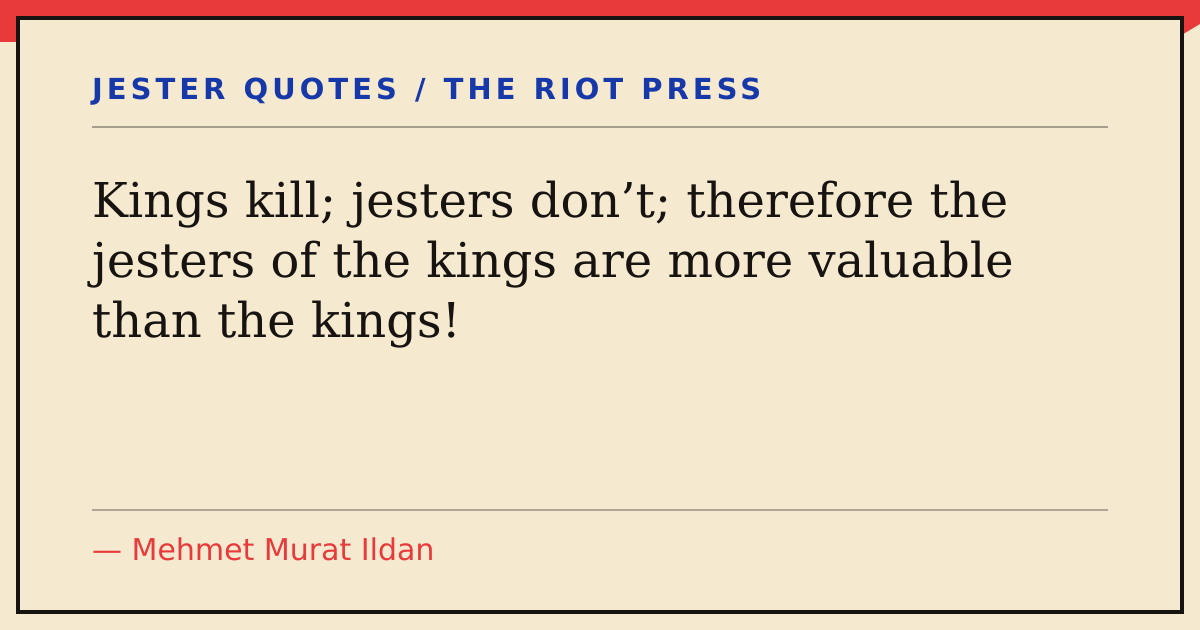 JESTER QUOTES / THE RIOT PRESS
Kings kill; jesters don’t; therefore the
jesters of the kings are more valuable
than the kings!
— Mehmet Murat Ildan